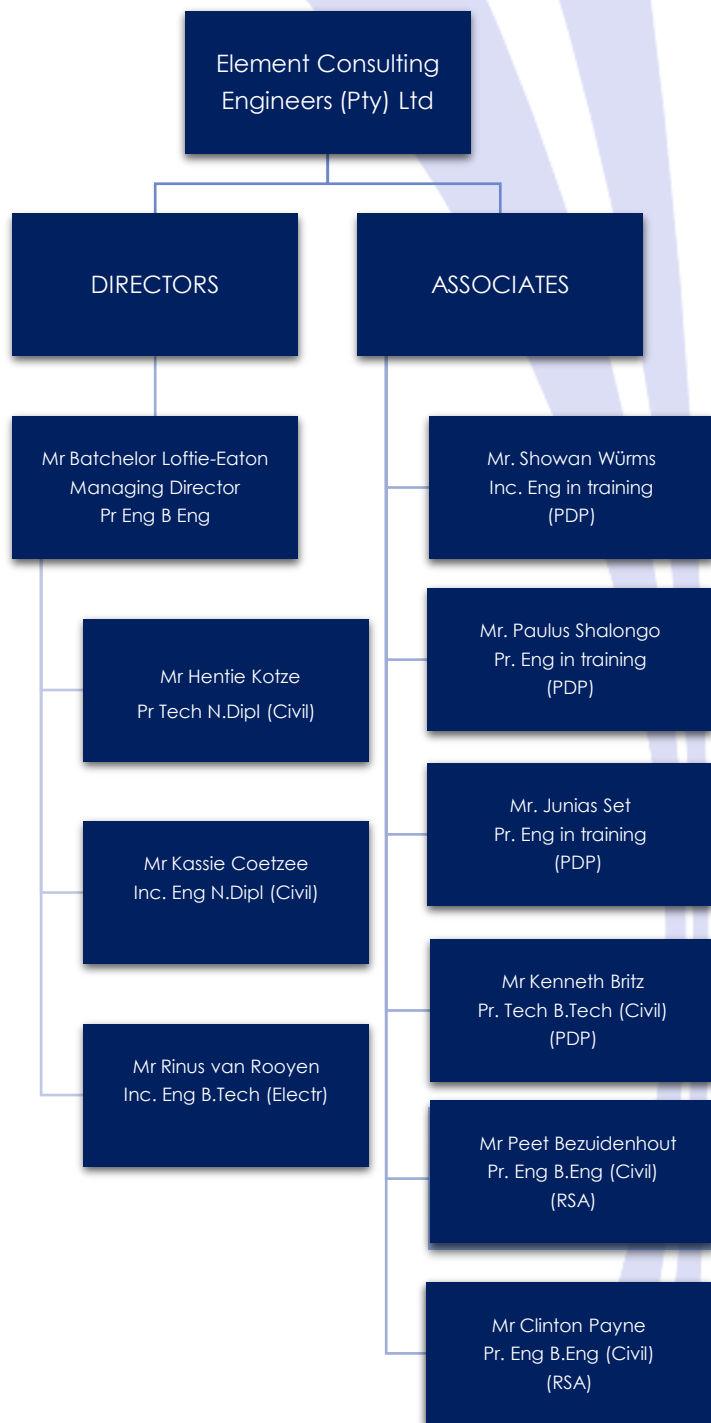 Element Consulting
Engineers (Pty) Ltd
DIRECTORS
ASSOCIATES
Mr Batchelor Loftie-Eaton
Managing Director
Pr Eng B Eng
Mr Hentie Kotze
Pr Tech N.Dipl (Civil)
Mr Kassie Coetzee
Inc. Eng N.Dipl (Civil)
Mr Rinus van Rooyen
Inc. Eng B.Tech (Electr)
Mr. Showan Würms
Inc. Eng in training
(PDP)
Mr. Paulus Shalongo
Pr. Eng in training
(PDP)
Mr. Junias Set
Pr. Eng in training
(PDP)
Mr Kenneth Britz
Pr. Tech B.Tech (Civil)
(PDP)
Mr Peet Bezuidenhout
Pr. Eng B.Eng (Civil)
(RSA)
Mr Clinton Payne
Pr. Eng B.Eng (Civil)
(RSA)